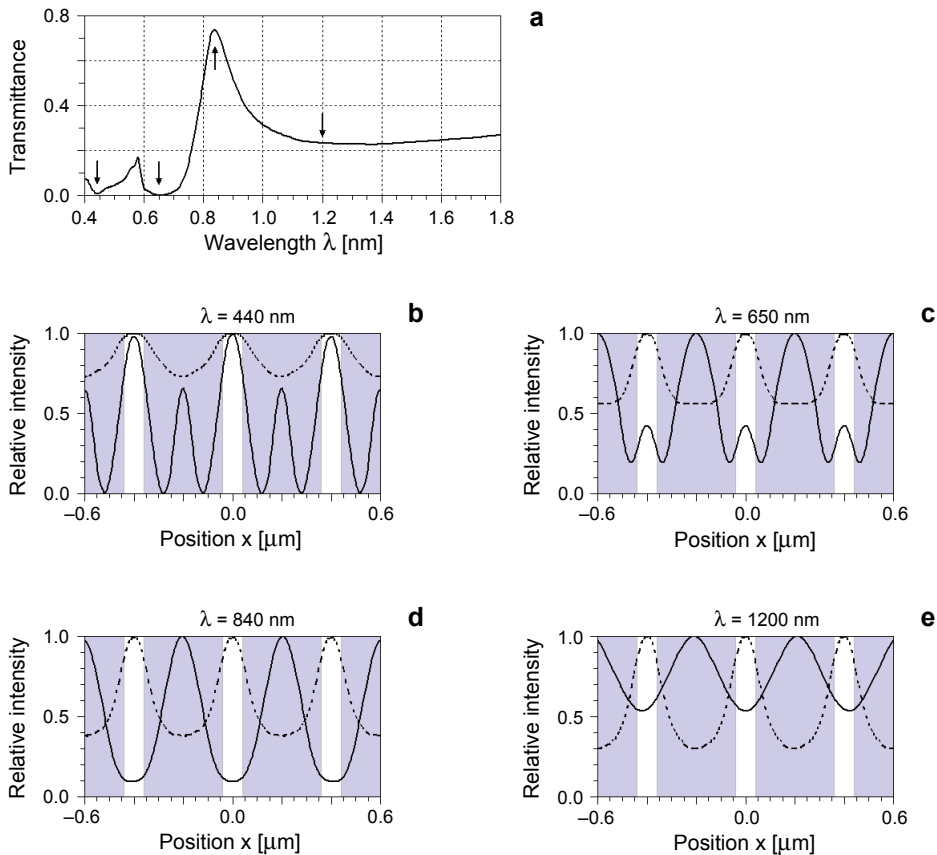 a
0.8
0.4
0.0
Transmittance
0.4 0.6 0.8 1.0 1.2 1.4 1.6 1.8
Wavelength λ [nm]
b
λ = 440 nm
1.0
0.5
0.0
Relative intensity
–0.6 0.0 0.6
Position x [μm]
c
λ = 650 nm
1.0
0.5
0.0
Relative intensity
–0.6 0.0 0.6
Position x [μm]
d
λ = 840 nm
1.0
0.5
0.0
Relative intensity
–0.6 0.0 0.6
Position x [μm]
e
λ = 1200 nm
1.0
0.5
0.0
Relative intensity
–0.6 0.0 0.6
Position x [μm]